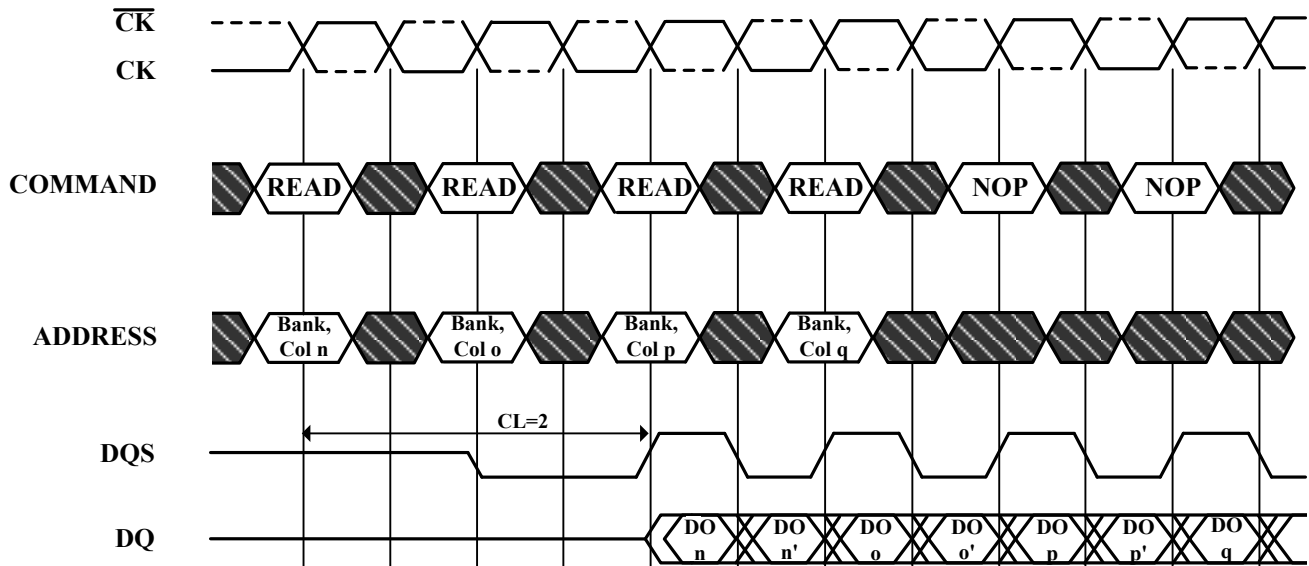 CK
CK
COMMAND
READ
READ
READ
READ
NOP
NOP
ADDRESS
Bank,
Col n
Bank,
Col o
Bank,
Col p
Bank,
Col q
CL=2
DQS
DQ
DO
n
DO
n'
DO
o
DO
o'
DO
p
DO
p'
DO
q